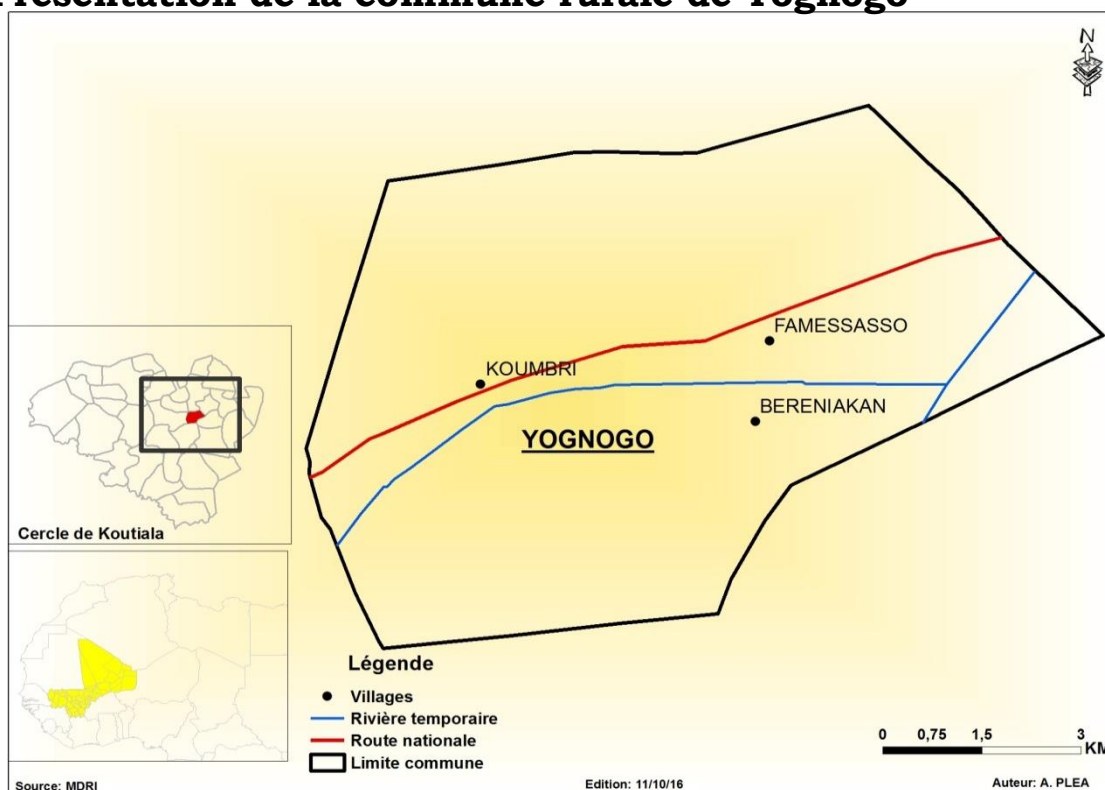 Présentation de la commune rurale de Yognogo
N
FAMESSASSO
KOUMBRI
BERENIAKAN
YOGNOGO
Cercle de Koutiala
Légende
Villages
Rivière temporaire
Route nationale
Limite commune
0 0,75 1,5 3
KM
Source: MDRI
Edition: 11/10/16
Auteur: A. PLEA